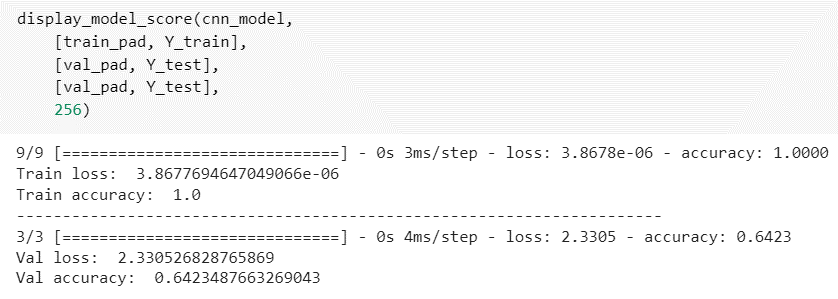 display_model_score(cnn_model,
    [train_pad, Y_train],
    [val_pad, Y_test],
    [val_pad, Y_test],
    256)
9/9 [==============================] - 0s 3ms/step - loss: 3.8678e-06 - accuracy: 1.0000
Train loss:  3.8677694647049066e-06
Train accuracy:  1.0
----------------------------------------------------------------------
3/3 [==============================] - 0s 4ms/step - loss: 2.3305 - accuracy: 0.6423
Val loss:  2.330526828765869
Val accuracy:  0.6423487663269043